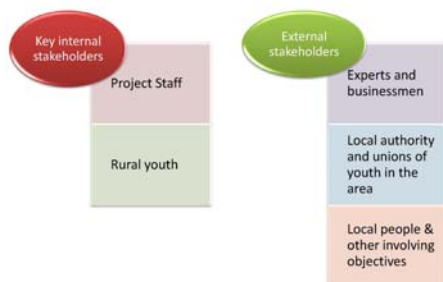 Key internal
stakeholders
Project Staff
Rural youth
External
stakeholders
Experts and
businessmen
Local authority
and unions of
youth in the
area
Local people &
other involving
objectives